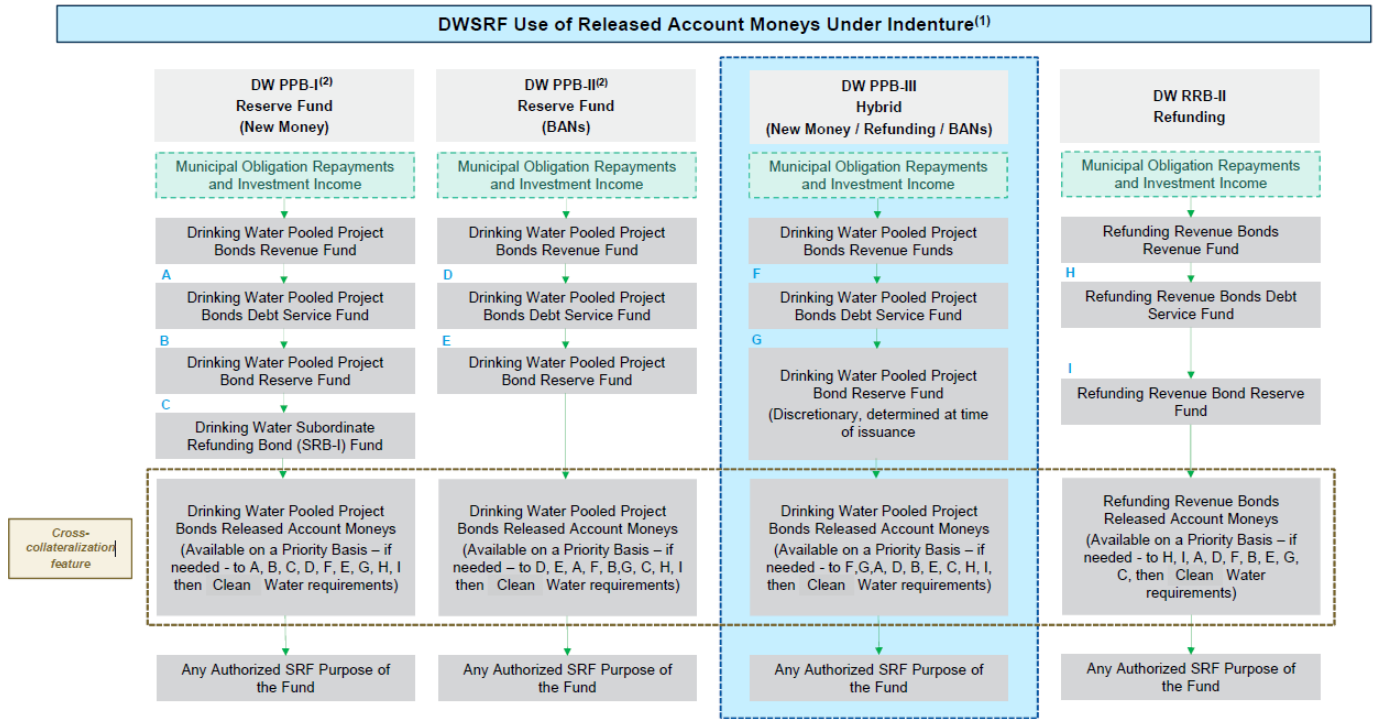 DWSRF Use of Released Account Moneys Under Indenture(1)
DW PPB-I(2)
Reserve Fund
(New Money)
Municipal Obligation Repayments
and Investment Income
Drinking Water Pooled Project
Bonds Revenue Fund
A
Drinking Water Pooled Project
Bonds Debt Service Fund
B
Drinking Water Pooled Project
Bond Reserve Fund
C
Drinking Water Subordinate
Refunding Bond (SRB-I) Fund
Drinking Water Pooled Project
Bonds Released Account Moneys
(Available on a Priority Basis – if
needed - to A, B, C, D, F, E, G, H, I
then Clean Water requirements)
Any Authorized SRF Purpose of
the Fund
DW PPB-II(2)
Reserve Fund
(BANs)
Municipal Obligation Repayments
and Investment Income
Drinking Water Pooled Project
Bonds Revenue Fund
D
Drinking Water Pooled Project
Bonds Debt Service Fund
E
Drinking Water Pooled Project
Bond Reserve Fund
Drinking Water Pooled Project
Bonds Released Account Moneys
(Available on a Priority Basis – if
needed – to D, E, A, F, B,G, C, H, I
then Clean Water requirements)
Any Authorized SRF Purpose of
the Fund
DW PPB-III
Hybrid
(New Money / Refunding / BANs)
Municipal Obligation Repayments
and Investment Income
Drinking Water Pooled Project
Bonds Revenue Funds
F
Drinking Water Pooled Project
Bonds Debt Service Fund
G
Drinking Water Pooled Project
Bond Reserve Fund
(Discretionary, determined at time
of issuance
Drinking Water Pooled Project
Bonds Released Account Moneys
(Available on a Priority Basis – if
needed - to F,G,A, D, B, E, C, H, I,
then Clean Water requirements)
Any Authorized SRF Purpose of
the Fund
DW RRB-II
Refunding
Municipal Obligation Repayments
and Investment Income
Refunding Revenue Bonds
Revenue Fund
H
Refunding Revenue Bonds Debt
Service Fund
I
Refunding Revenue Bond Reserve
Fund
Refunding Revenue Bonds
Released Account Moneys
(Available on a Priority Basis – if
needed - to H, I, A, D, F, B, E, G,
C, then Clean Water
requirements)
Any Authorized SRF Purpose of
the Fund
Cross-
collateralization
feature